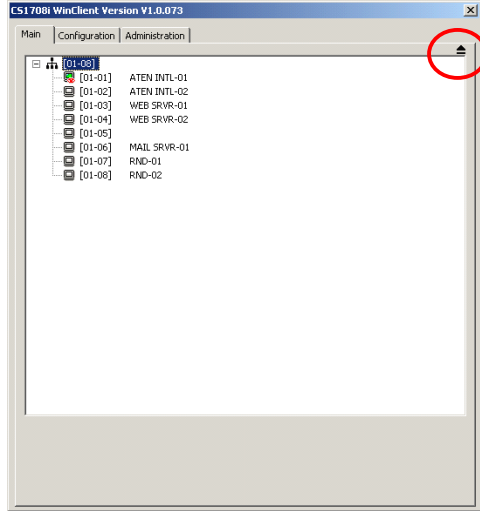 CS1708i WinClient Version V1.0.073
Main Configuration Administration
[01-08]
[01-01] ATEN INTL-01
[01-02] ATEN INTL-02
[01-03] WEB SRVR-01
[01-04] WEB SRVR-02
[01-05]
[01-06] MAIL SRVR-01
[01-07] RND-01
[01-08] RND-02